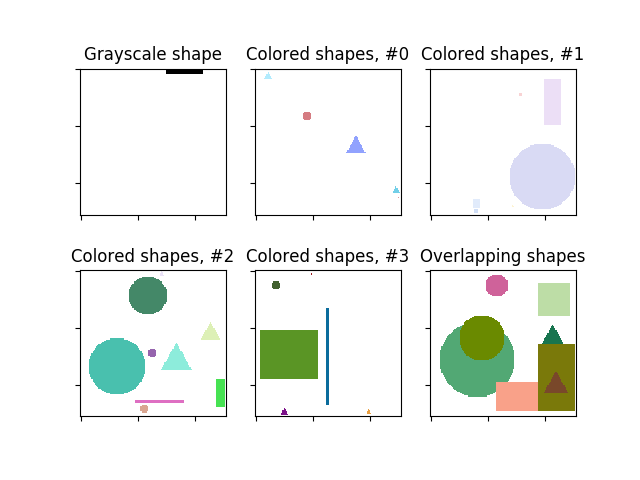 Grayscale shape
Colored shapes, #0
Colored shapes, #1
Colored shapes, #2
Colored shapes, #3
Overlapping shapes